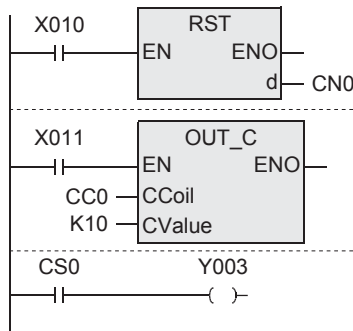 X010
RST
EN ENO
d CN0
X011
OUT_C
EN ENO
CC0 CCoil
K10 CValue
CS0 Y003